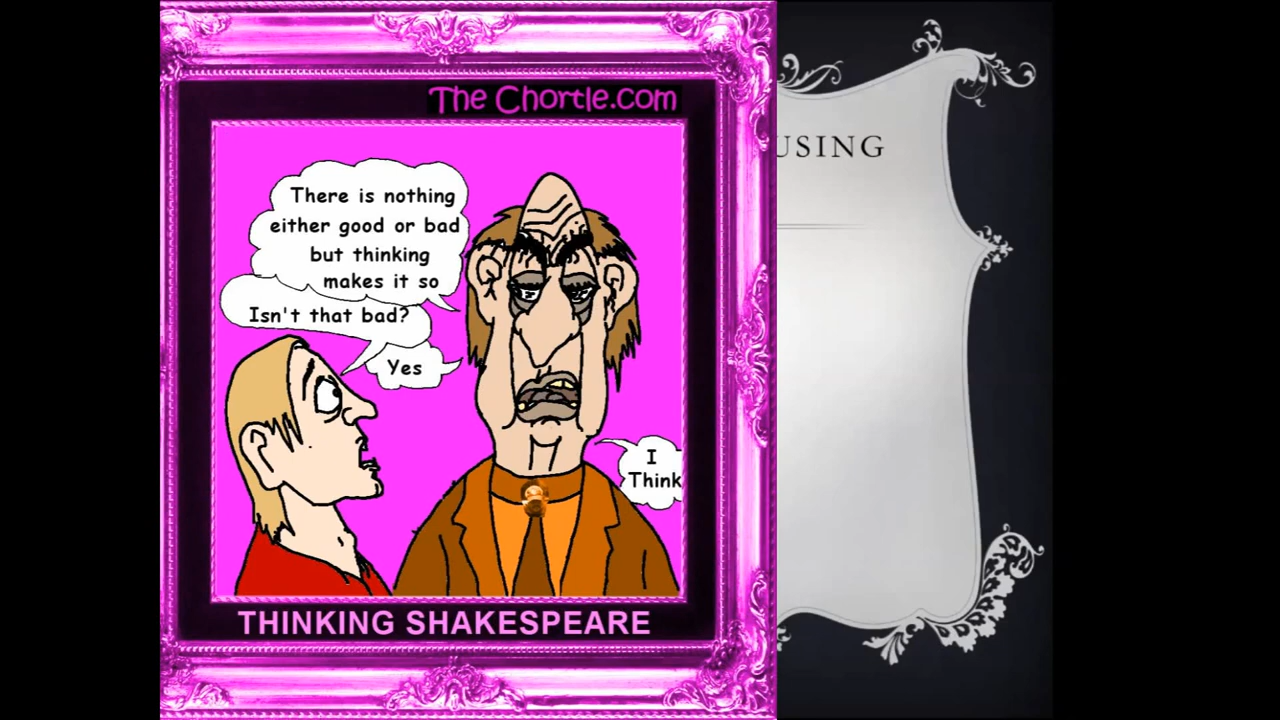 The Chortle.com
There is nothing
either good or bad
but thinking
makes it so
Isn't that bad?
Yes
I
Think
THINKING SHAKESPEARE
USING